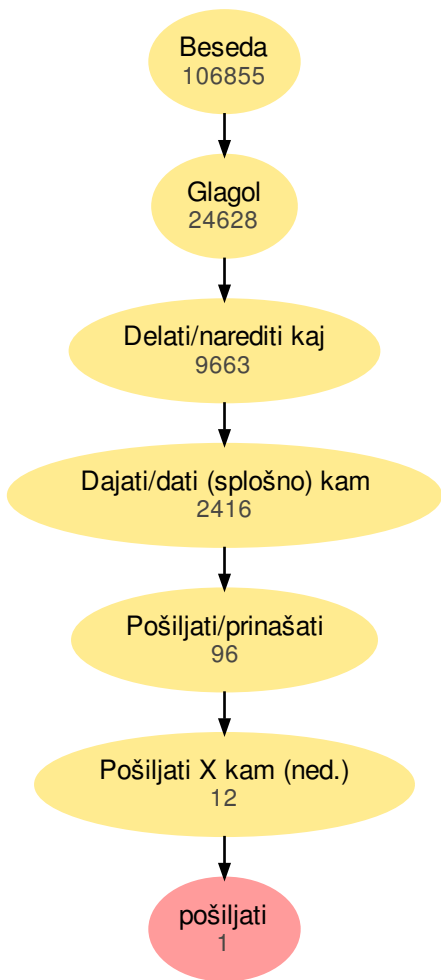 Beseda
106855
Glagol
24628
Delati/narediti kaj
9663
Dajati/dati (splošno) kam
2416
Pošiljati/prinašati
96
Pošiljati X kam (ned.)
12
pošiljati
1